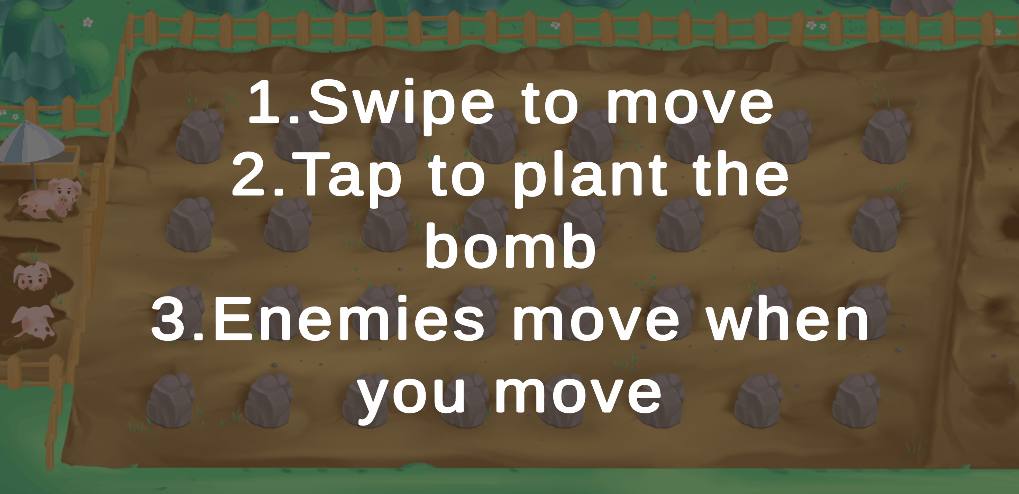 1.Swipe to move
2.Tap to plant the
bomb
3.Enemies move when
you move